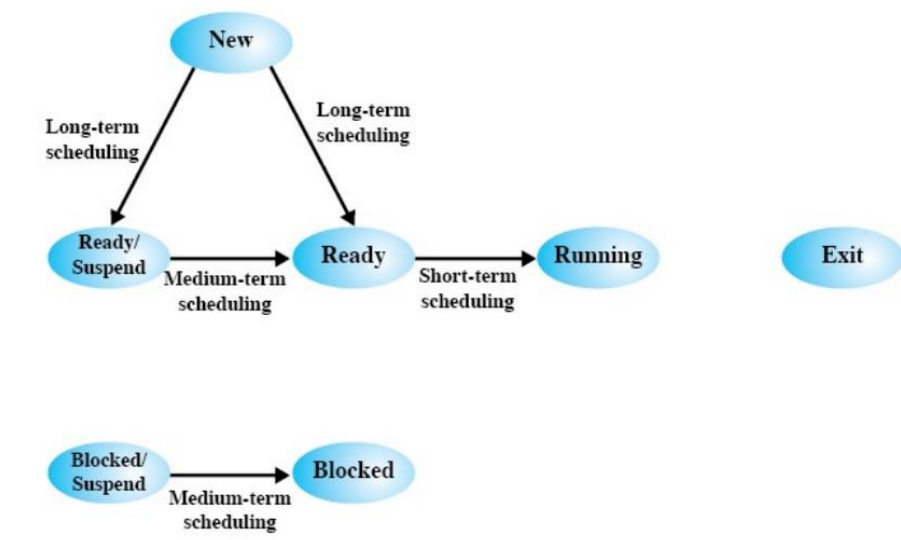 New
Long-term
scheduling
Long-term
scheduling
Ready/
Suspend
Medium-term
scheduling
Ready
Short-term
scheduling
Running
Exit
Blocked/
Suspend
Medium-term
scheduling
Blocked